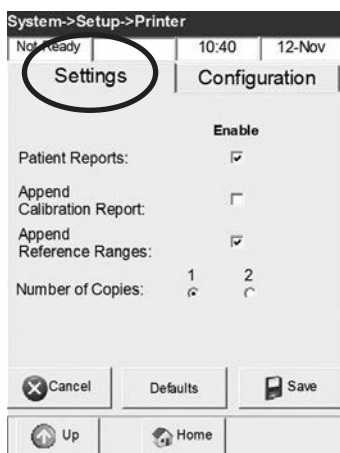 System->Setup->Printer
Not Ready 10:40 12-Nov
Settings Configuration
Enable
Patient Reports:
Append
Calibration Report:
Append
Reference Ranges:
1 2
Number of Copies:
Cancel Defaults Save
Up Home